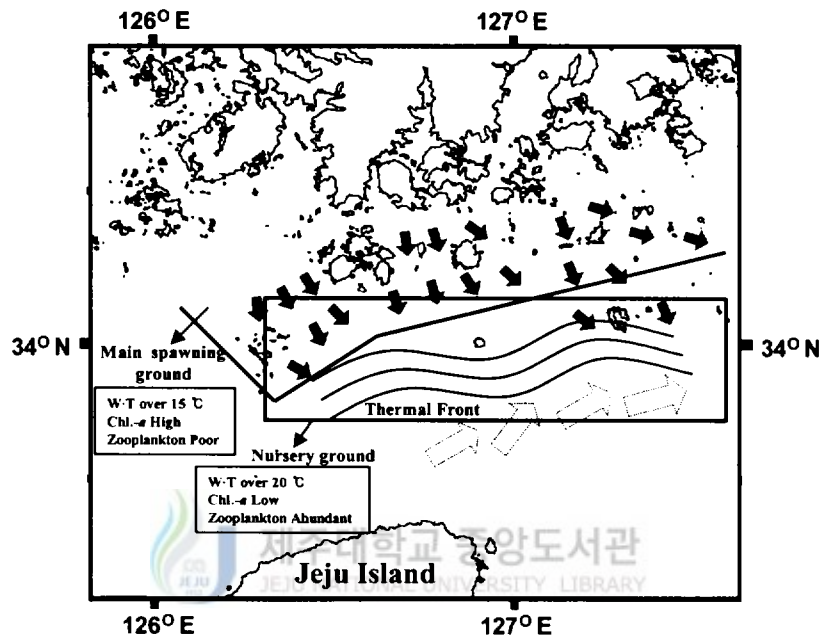 126° E 127° E
34° N 34° N
Main spawning
ground
W·T over 15 ℃
Chl.-a High
Zooplankton Poor
Thermal Front
Nursery ground
W·T over 20 ℃
Chl.-a Low
Zooplankton Abundant
제주대학교 중앙도서관
JEJU NATIONAL UNIVERSITY LIBRARY
JEJU
Jeju Island
126° E 127° E